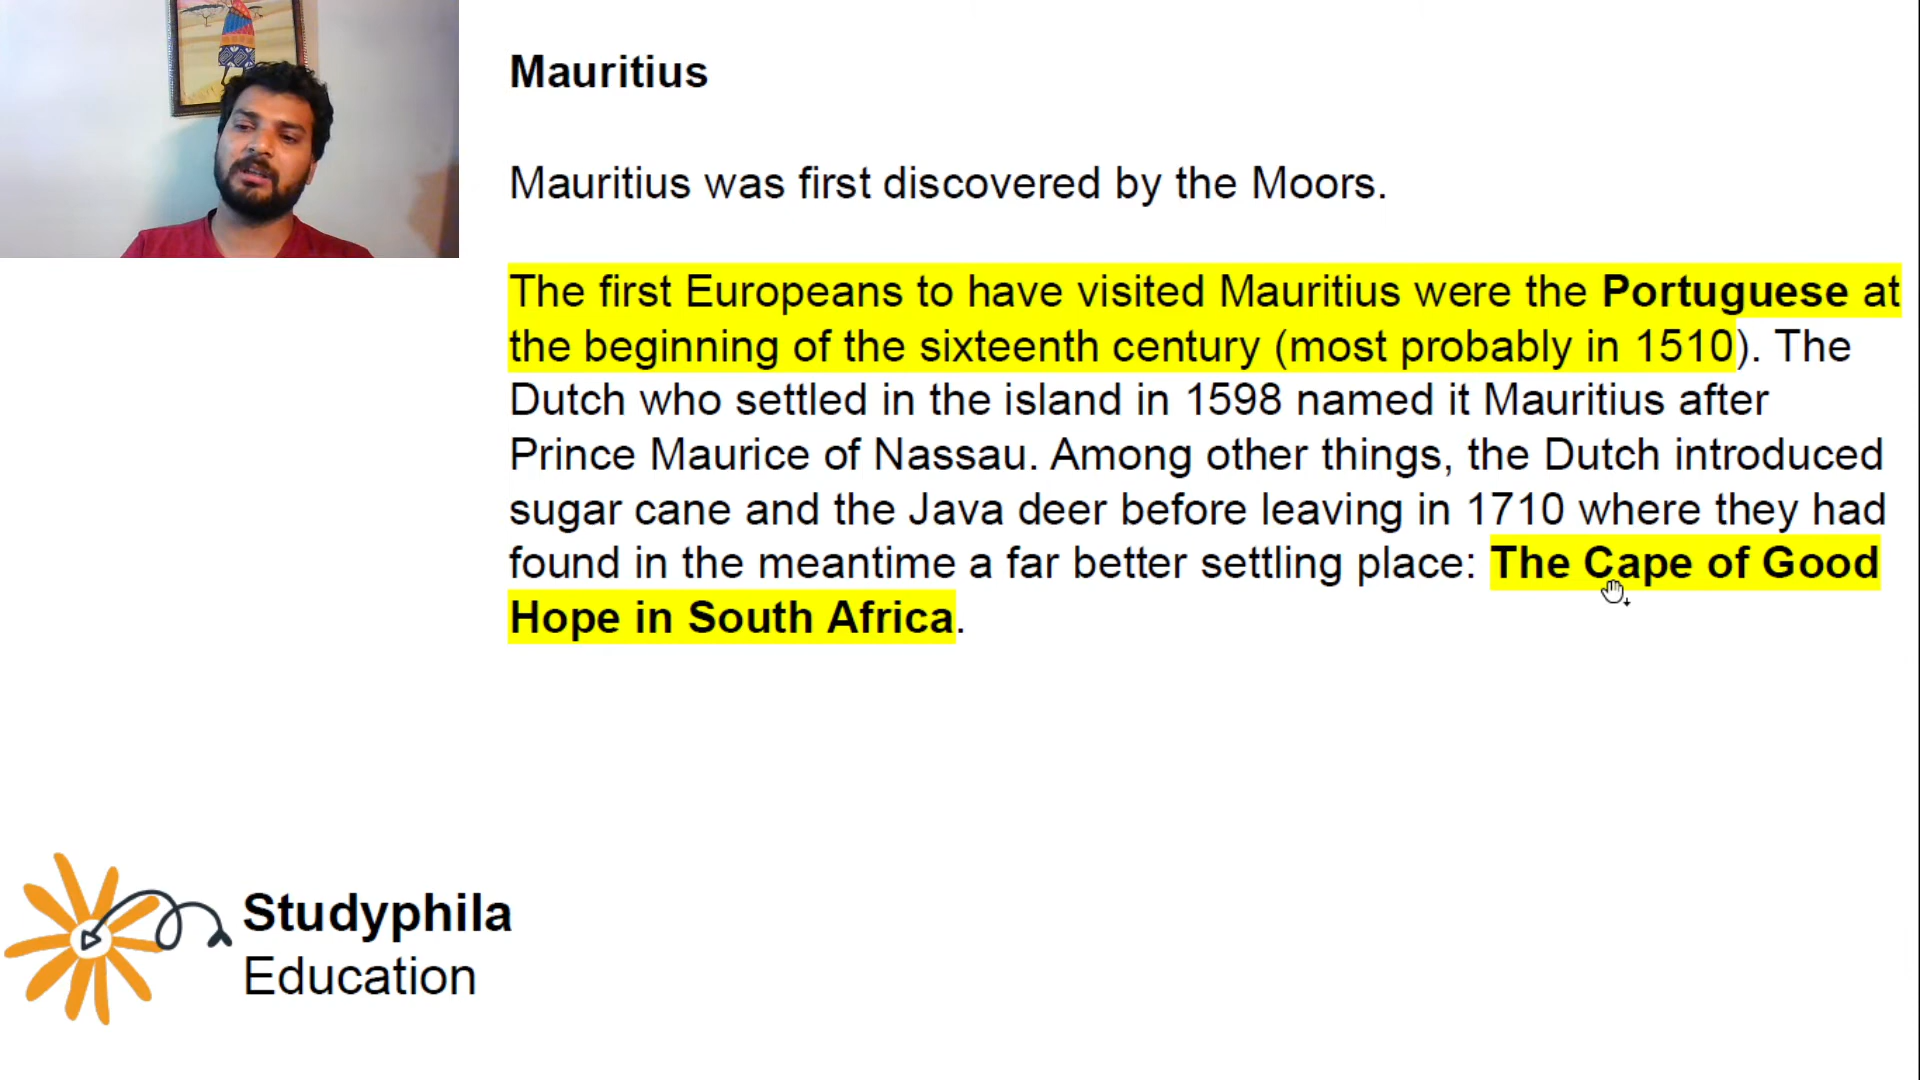 Mauritius
Mauritius was first discovered by the Moors.
The first Europeans to have visited Mauritius were the Portuguese at
the beginning of the sixteenth century (most probably in 1510). The
Dutch who settled in the island in 1598 named it Mauritius after
Prince Maurice of Nassau. Among other things, the Dutch introduced
sugar cane and the Java deer before leaving in 1710 where they had
found in the meantime a far better settling place: The Cape of Good
Hope in South Africa.
Studyphila
Education